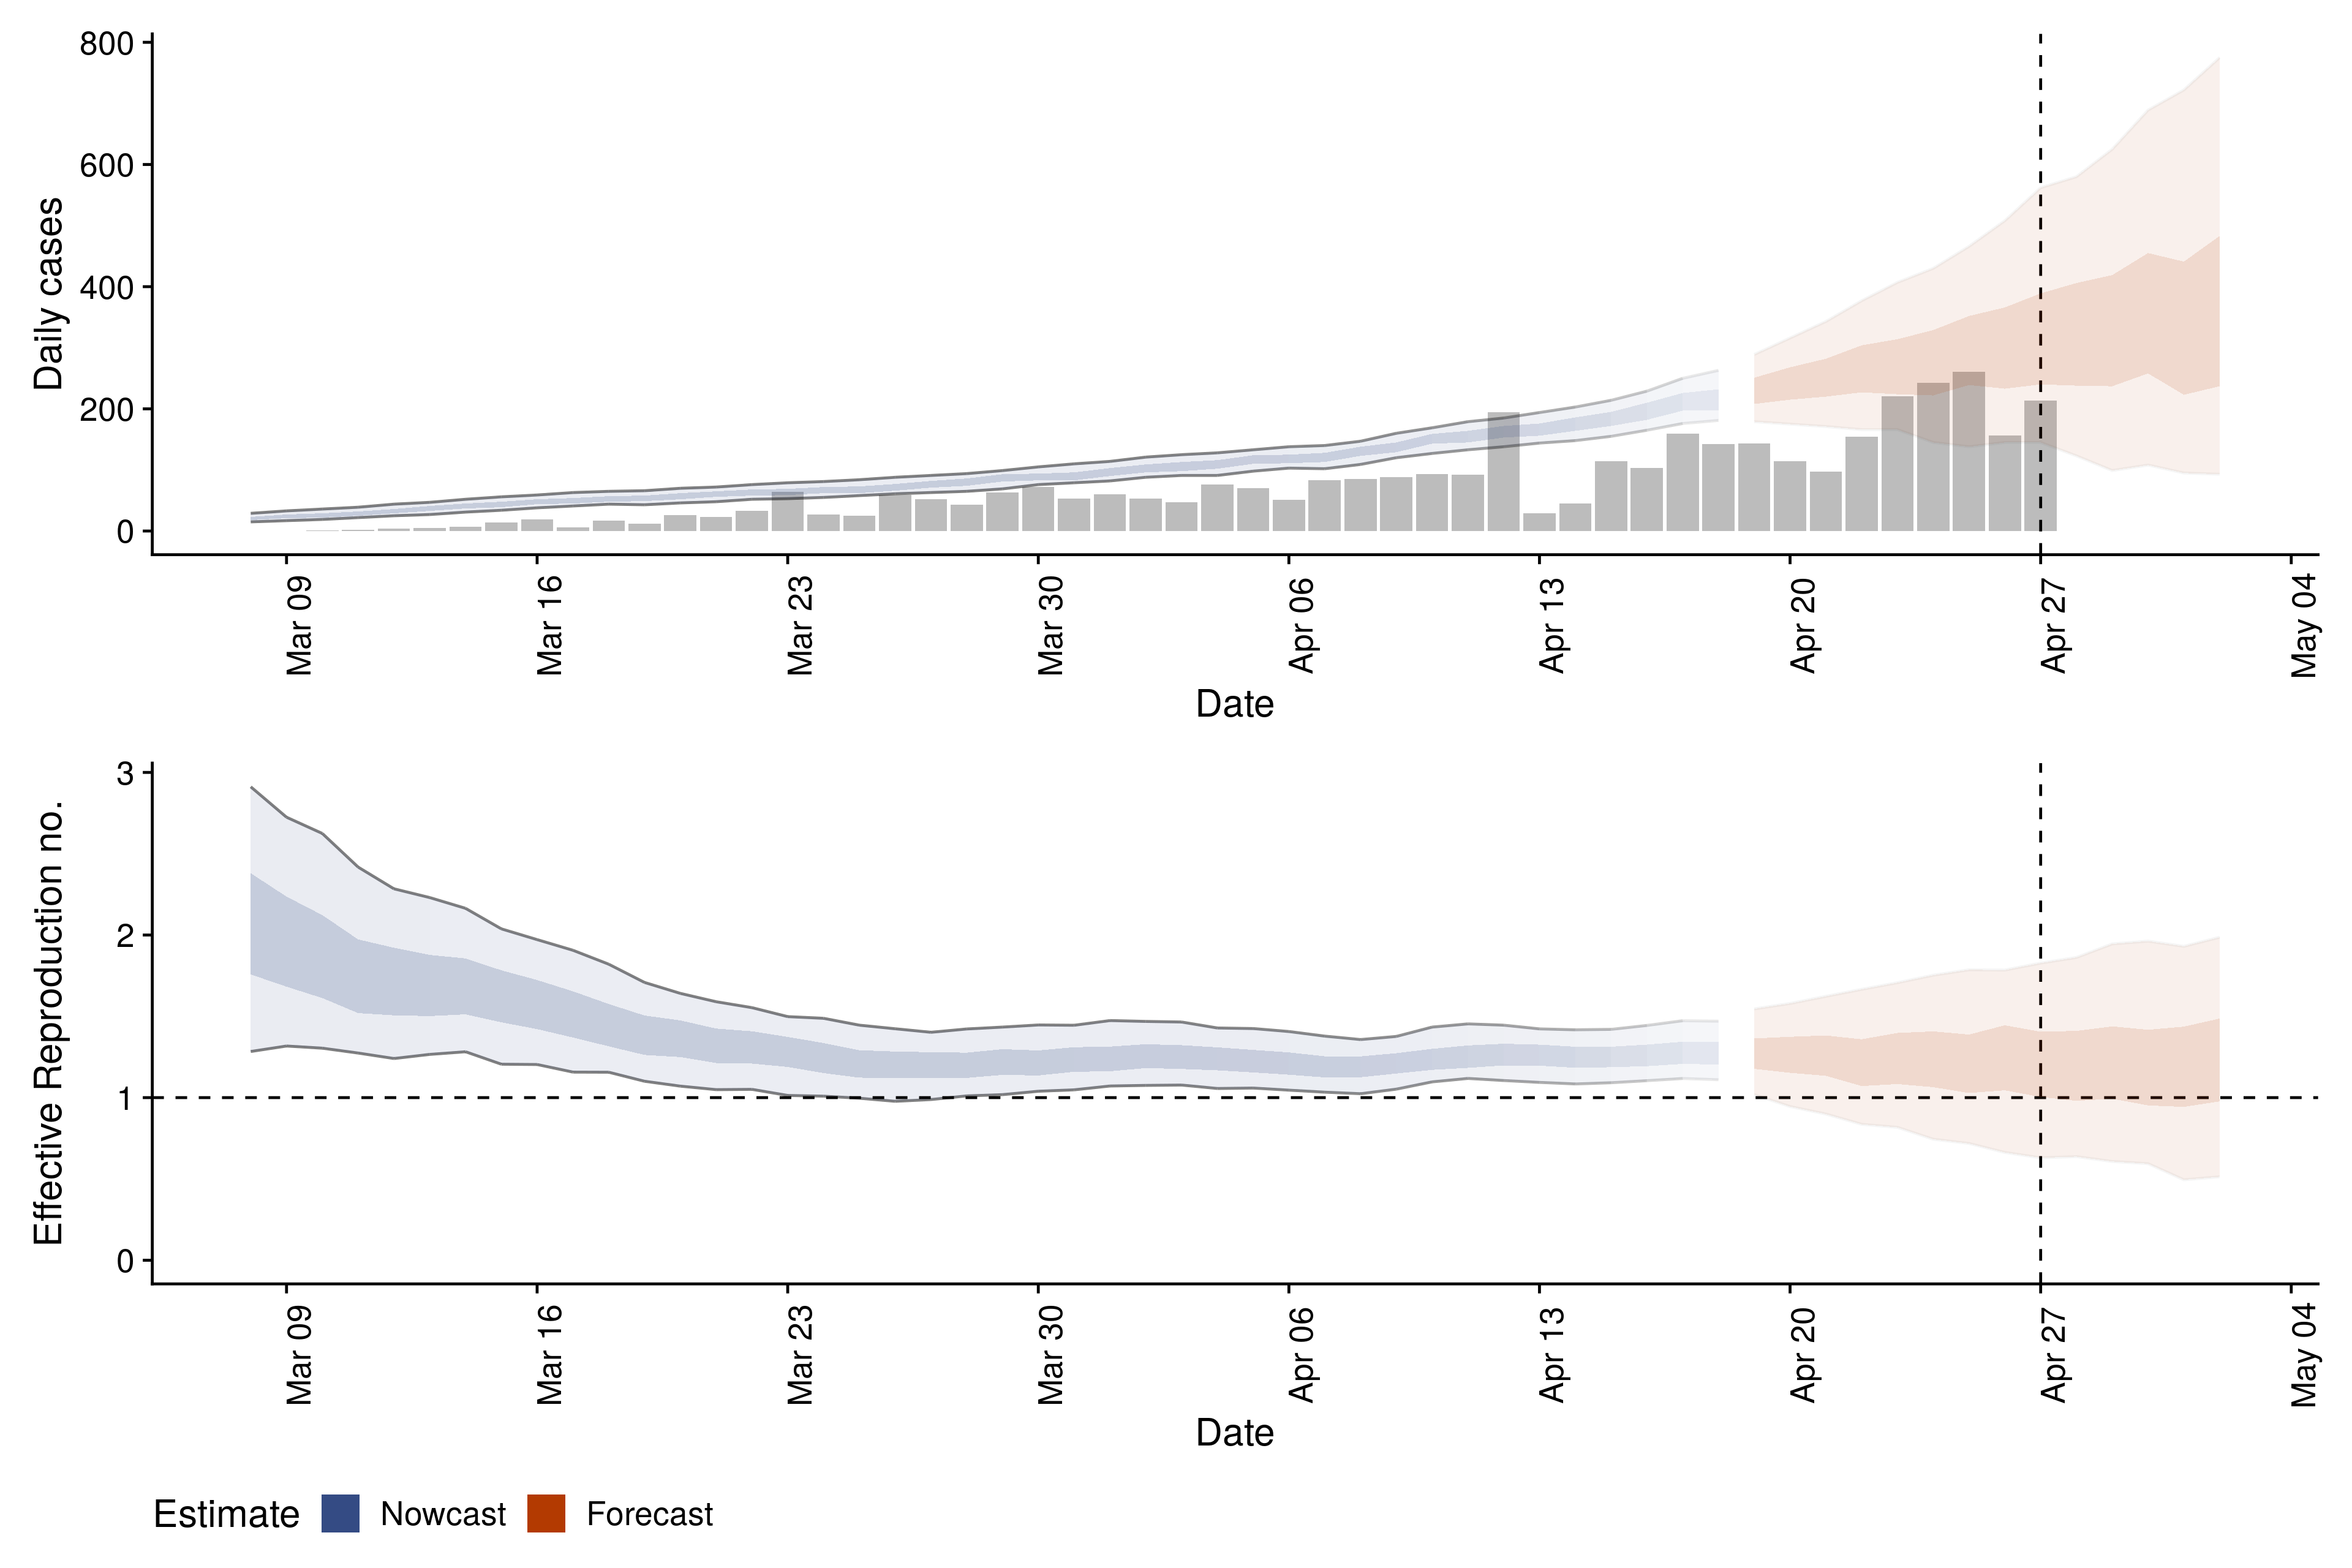 800
600
400
200
0
Daily cases
Mar 09
Mar 16
Mar 23
Mar 30
Apr 06
Apr 13
Apr 20
Apr 27
May 04
Date
3
2
1
0
Effective Reproduction no.
Mar 09
Mar 16
Mar 23
Mar 30
Apr 06
Apr 13
Apr 20
Apr 27
May 04
Date
Estimate Nowcast Forecast